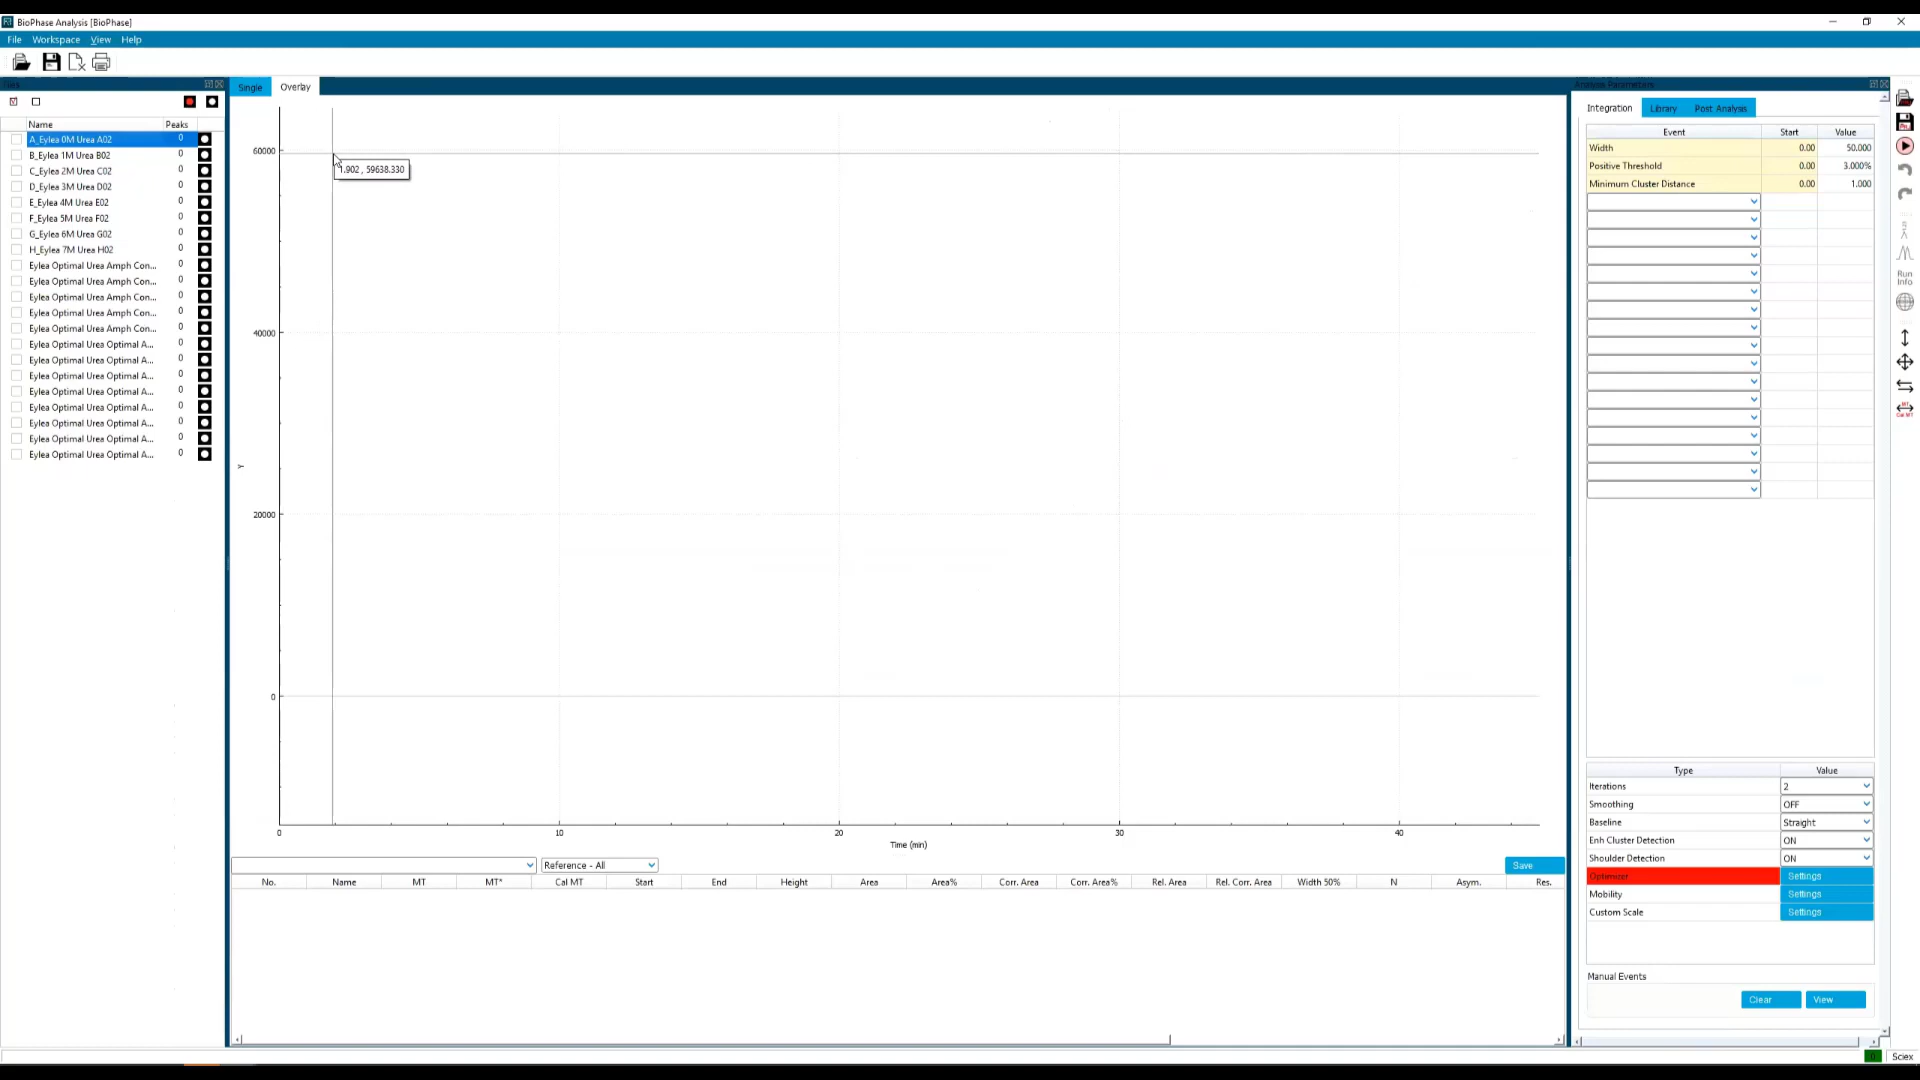 BioPhase Analysis [BioPhase]
File Workspace View Help
Files
Single Overlay
Analysis Parameters
Integration Library Post Analysis
Name Peaks
A_Eylea 0M Urea A02 0
B_Eylea 1M Urea B02 0
C_Eylea 2M Urea C02 0
D_Eylea 3M Urea D02 0
E_Eylea 4M Urea E02 0
F_Eylea 5M Urea F02 0
G_Eylea 6M Urea G02 0
H_Eylea 7M Urea H02 0
Eylea Optimal Urea Amph Con... 0
Eylea Optimal Urea Amph Con... 0
Eylea Optimal Urea Amph Con... 0
Eylea Optimal Urea Amph Con... 0
Eylea Optimal Urea Amph Con... 0
Eylea Optimal Urea Optimal A... 0
Eylea Optimal Urea Optimal A... 0
Eylea Optimal Urea Optimal A... 0
Eylea Optimal Urea Optimal A... 0
Eylea Optimal Urea Optimal A... 0
Eylea Optimal Urea Optimal A... 0
Eylea Optimal Urea Optimal A... 0
Eylea Optimal Urea Optimal A... 0
60000
1.902 , 59638.330
40000
Y
20000
0
0 10 20 30 40
Time (min)
Reference - All Save
No. Name MT MT* Cal MT Start End Height Area Area% Corr. Area Corr. Area% Rel. Area Rel. Corr. Area Width 50% N Asym. Res.
Event Start Value
Width 0.00 50.000
Positive Threshold 0.00 3.000%
Minimum Cluster Distance 0.00 1.000
Type Value
Iterations 2
Smoothing OFF
Baseline Straight
Enh Cluster Detection ON
Shoulder Detection ON
Optimizer Settings
Mobility Settings
Custom Scale Settings
Manual Events
Clear View
Run
Info
MT
Cal MT
Sciex